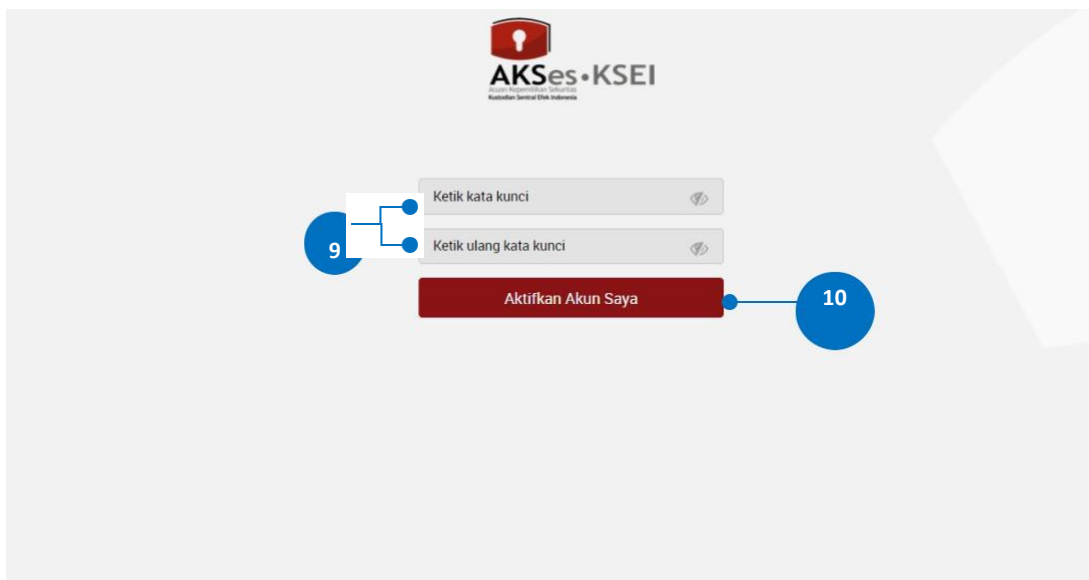 AKSes•KSEI
Acuan Kepemilikan Sekuritas
Kustodian Sentral Efek Indonesia
Ketik kata kunci
9
Ketik ulang kata kunci
Aktifkan Akun Saya
10